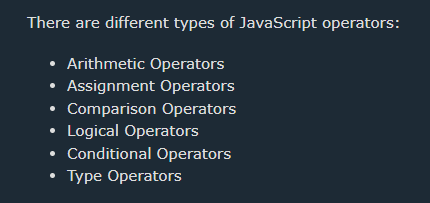 There are different types of JavaScript operators:
• Arithmetic Operators
• Assignment Operators
• Comparison Operators
• Logical Operators
• Conditional Operators
• Type Operators